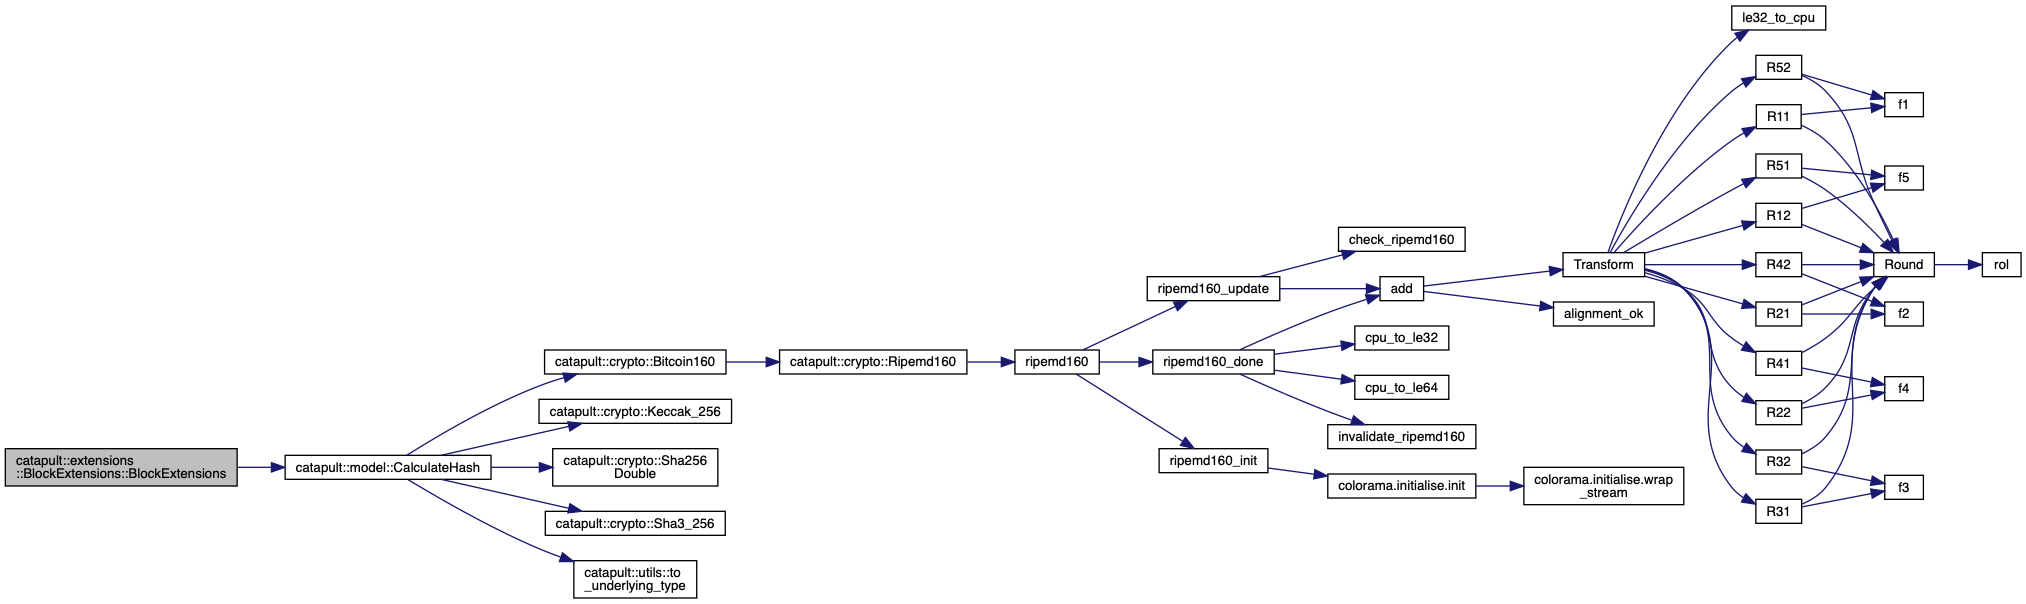 catapult::extensions
::BlockExtensions::BlockExtensions
catapult::model::CalculateHash
catapult::crypto::Bitcoin160
catapult::crypto::Keccak_256
catapult::crypto::Sha256
Double
catapult::crypto::Sha3_256
catapult::utils::to
_underlying_type
catapult::crypto::Ripemd160
ripemd160
ripemd160_update
ripemd160_done
ripemd160_init
check_ripemd160
add
cpu_to_le32
cpu_to_le64
invalidate_ripemd160
colorama.initialise.init
colorama.initialise.wrap
_stream
Transform
alignment_ok
le32_to_cpu
R52
R11
R51
R12
R42
R21
R41
R22
R32
R31
f1
f5
Round
f2
f4
f3
rol